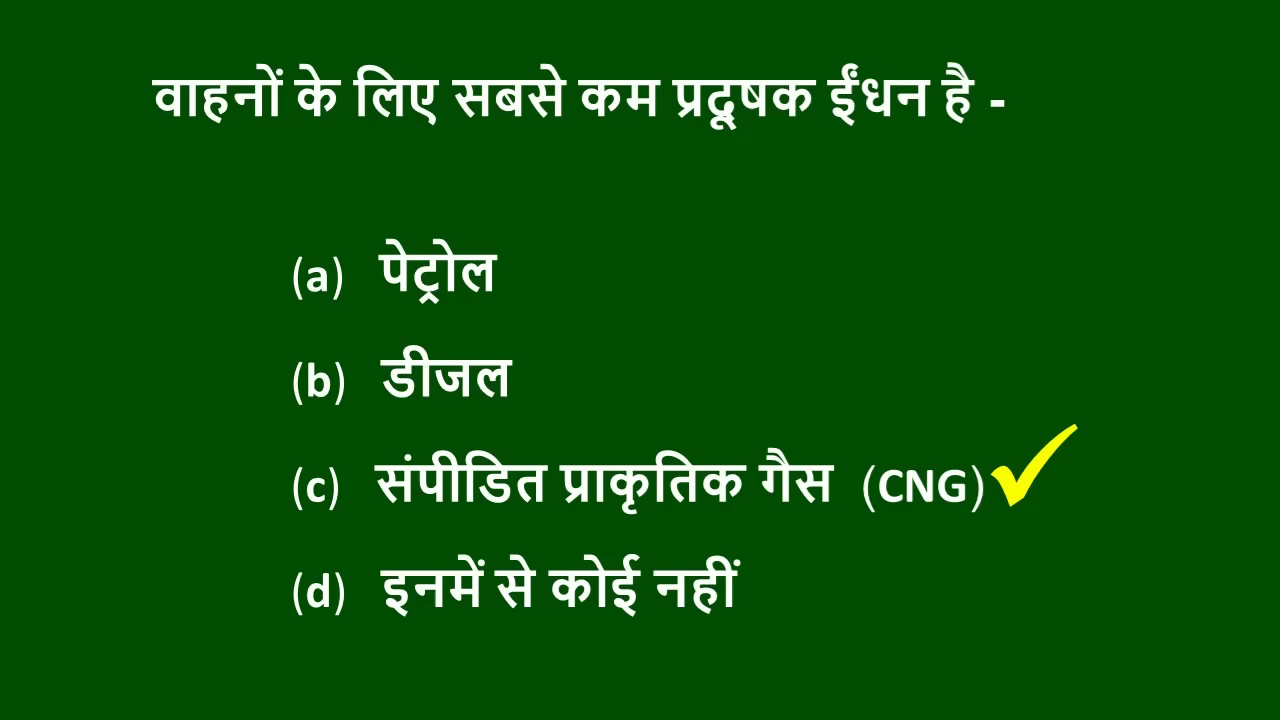 वाहनों के लिए सबसे कम प्रदूषक ईंधन है -
(a) पेट्रोल
(b) डीजल
(c) संपीडित प्राकृतिक गैस (CNG)
(d) इनमें से कोई नहीं